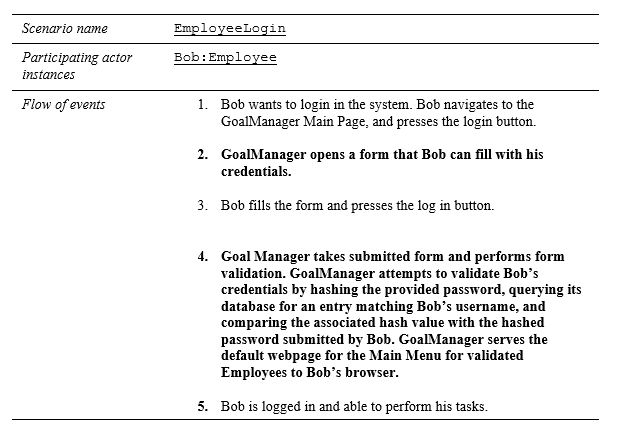 Scenario name EmployeeLogin
Participating actor Bob:Employee
instances
Flow of events 1. Bob wants to login in the system. Bob navigates to the
GoalManager Main Page, and presses the login button.
2. GoalManager opens a form that Bob can fill with his
credentials.
3. Bob fills the form and presses the log in button.
4. Goal Manager takes submitted form and performs form
validation. GoalManager attempts to validate Bob's
credentials by hashing the provided password, querying its
database for an entry matching Bob's username, and
comparing the associated hash value with the hashed
password submitted by Bob. GoalManager serves the
default webpage for the Main Menu for validated
Employees to Bob's browser.
5. Bob is logged in and able to perform his tasks.